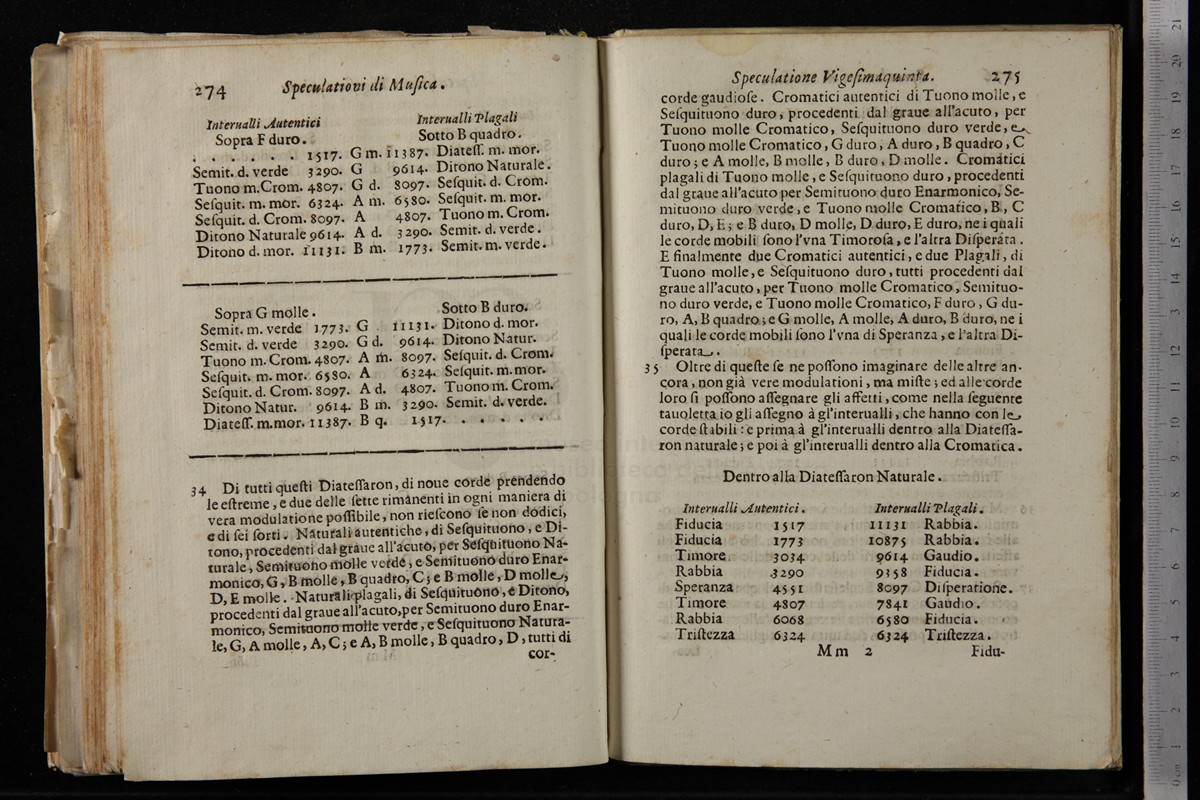 274 Speculationi di Musica.
Interualli Autentici Interualli Plagali
Sopra F duro. Sotto B quadro.
. . . . . . 1517. G m. 11387. Diatess. m. mor.
Semit. d. verde 3290. G 9614. Ditono Naturale.
Tuono m. Crom. 4807. G d. 8097. Sesquit. d. Crom.
Sesquit. m. mor. 6324. A m. 6580. Sesquit. m. mor.
Sesquit. d. Crom. 8097. A 4807. Tuono m. Crom.
Ditono Naturale 9614. A d. 3290. Semit. d. verde.
Ditono d. mor. 11131. B m. 1773. Semit. m. verde.
Sopra G molle. Sotto B duro.
Semit. m. verde 1773. G 11131. Ditono d. mor.
Semit. d. verde 3290. G d. 9614. Ditono Natur.
Tuono m. Crom. 4807. A m. 8097. Sesquit. d. Crom.
Sesquit. m. mor. 6580. A 6324. Sesquit. m. mor.
Sesquit. d. Crom. 8097. A d. 4807. Tuono m. Crom.
Ditono Natur. 9614. B m. 3290. Semit. d. verde.
Diatess. m. mor. 11387. B q. 1517. . . . . .
34 Di tutti questi Diatessaron, di noue corde prendendo
le estreme, e due delle sette rimanenti in ogni maniera di
vera modulatione possibile, non riescono se non dodici,
e di sei sorti. Naturali autentiche, di Sesquituono, e Di-
tono, procedenti dal graue all'acuto, per Sesquituono Na-
turale, Semituono molle verde, e Semituono duro Enar-
monico, G, B molle, B quadro, C; e B molle, D molle,
D, E molle. Naturali plagali, di Sesquituono, e Ditono,
procedenti dal graue all'acuto, per Semituono duro Enar-
monico, Semituono molle verde, e Sesquituono Natura-
le, G, A molle, A, C; e A, B molle, B quadro, D, tutti di
cor-
Speculatione Vigesimaquinta. 275
corde gaudiose. Cromatici autentici di Tuono molle, e
Sesquituono duro, procedenti dal graue all'acuto, per
Tuono molle Cromatico, Sesquituono duro verde, e
Tuono molle Cromatico, G duro, A duro, B quadro, C
duro; e A molle, B molle, B duro, D molle. Cromatici
plagali di Tuono molle, e Sesquituono duro, procedenti
dal graue all'acuto per Semituono duro Enarmonico, Se-
mituono duro verde, e Tuono molle Cromatico, B, C
duro, D, E; e B duro, D molle, D duro, E duro, ne i quali
le corde mobili sono l'vna Timorosa, e l'altra Disperata.
E finalmente due Cromatici autentici, e due Plagali, di
Tuono molle, e Sesquituono duro, tutti procedenti dal
graue all'acuto, per Tuono molle Cromatico, Semituo-
no duro verde, e Tuono molle Cromatico, F duro, G du-
ro, A, B quadro; e G molle, A molle, A duro, B duro, ne i
quali le corde mobili sono l'vna di Speranza, e l'altra Di-
sperata.
35 Oltre di queste se ne possono imaginare delle altre an-
cora, non già vere modulationi, ma miste; ed alle corde
loro si possono assegnare gli affetti, come nella seguente
tauoletta io gli assegno à gl'interualli, che hanno con le
corde stabili: e prima à gl'interualli dentro alla Diatessa-
ron naturale; e poi à gl'interualli dentro alla Cromatica.
Dentro alla Diatessaron Naturale.
Interualli Autentici. Interualli Plagali.
Fiducia 1517 11131 Rabbia.
Fiducia 1773 10875 Rabbia.
Timore 3034 9614 Gaudio.
Rabbia 3290 9358 Fiducia.
Speranza 4551 8097 Disperatione.
Timore 4807 7841 Gaudio.
Rabbia 6068 6580 Fiducia.
Tristezza 6324 6324 Tristezza.
Mm 2 Fidu-